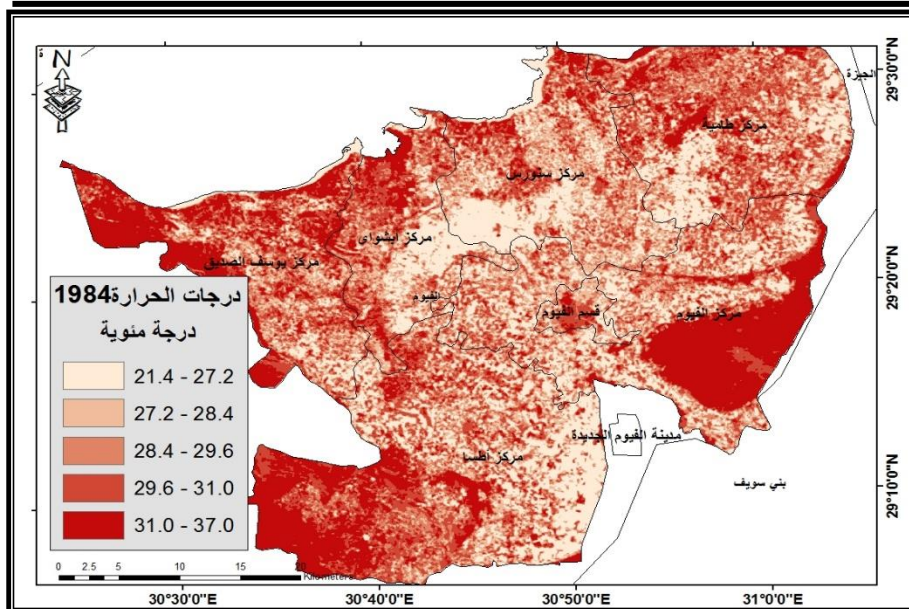 N
29°30'0"N
الجيزة
مركز طامية
مركز سنورس
مركز ابشواي
مركز يوسف الصديق
29°20'0"N
الفيوم
قسم الفيوم
مركز الفيوم
مدينة الفيوم الجديدة
مركز اطسا
بني سويف
29°10'0"N
درجات الحرارة1984
درجة مئوية
21.4 - 27.2
27.2 - 28.4
28.4 - 29.6
29.6 - 31.0
31.0 - 37.0
0 2.5 5 10 15 20
Kilometers
30°30'0"E 30°40'0"E 30°50'0"E 31°0'0"E